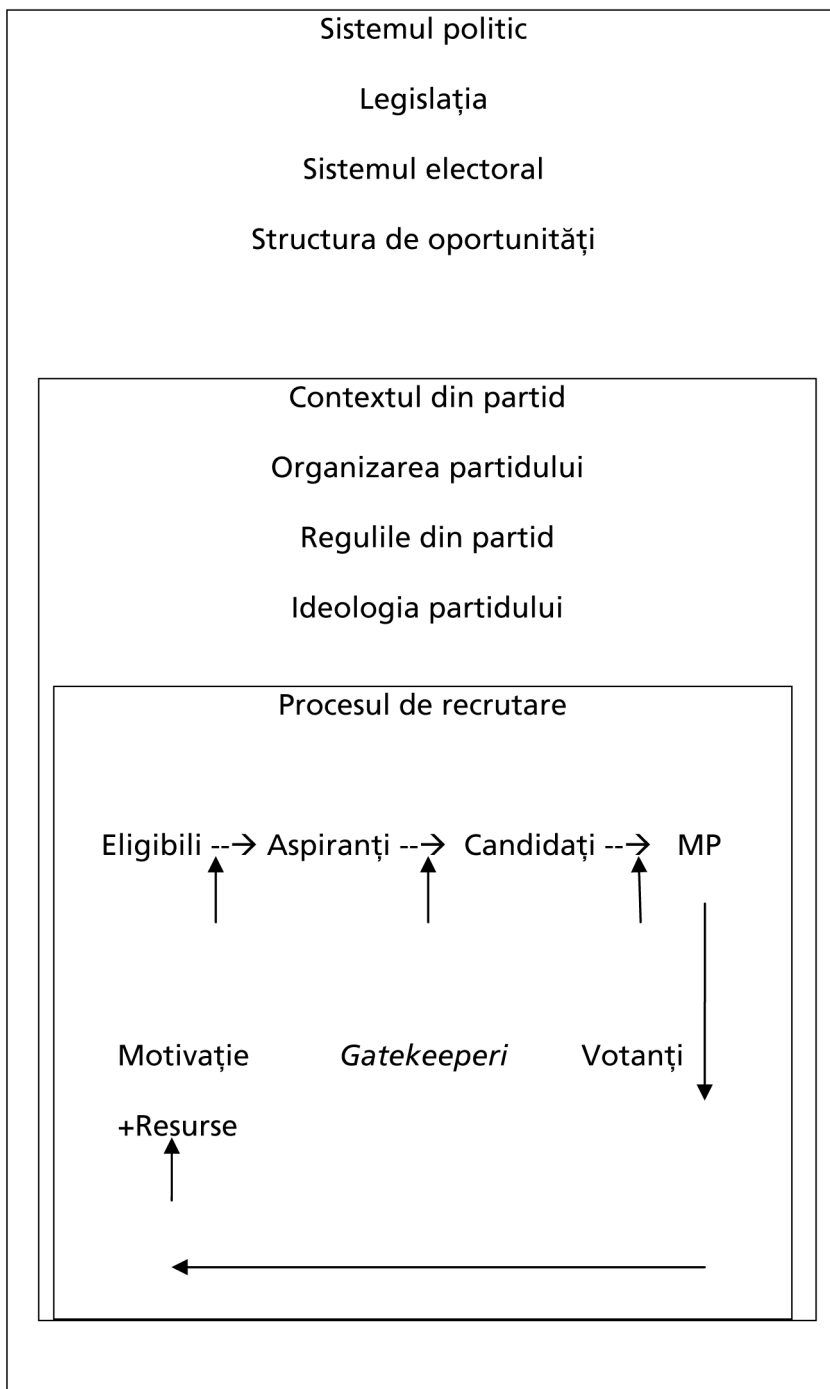 Sistemul politic
Legislația
Sistemul electoral
Structura de oportunități
Contextul din partid
Organizarea partidului
Regulile din partid
Ideologia partidului
Procesul de recrutare
Eligibili --→ Aspiranți --→ Candidați --→ MP
Motivație Gatekeeperi Votanți
+Resurse